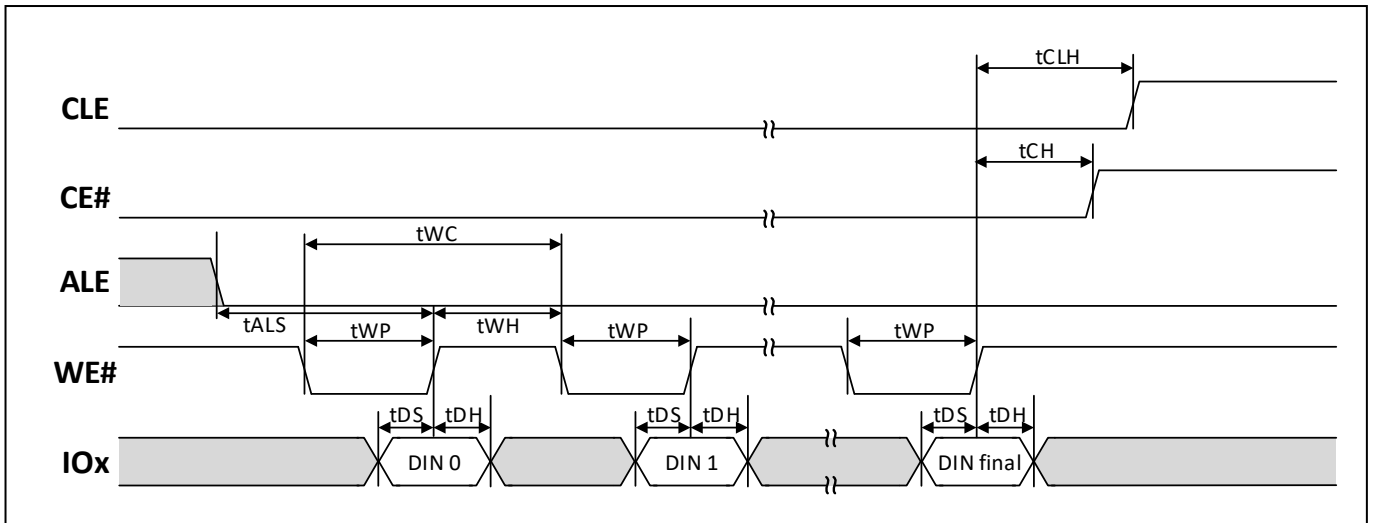 tCLH
CLE
tCH
CE#
tWC
ALE
tALS
tWP
tWH
tWP
tWP
WE#
tDS
tDH
tDS
tDH
tDS
tDH
IOx
DIN 0
DIN 1
DIN final